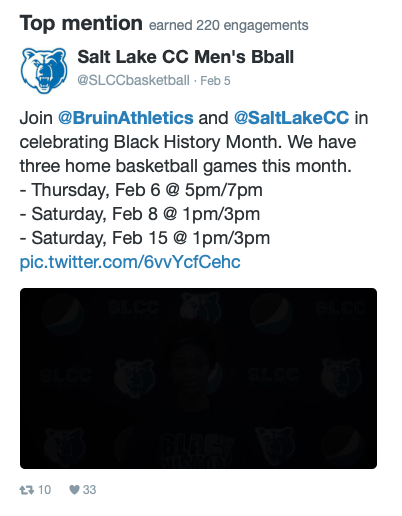 Top mention earned 220 engagements
Salt Lake CC Men's Bball
@SLCCbasketball · Feb 5
Join @BruinAthletics and @SaltLakeCC in
celebrating Black History Month. We have
three home basketball games this month.
- Thursday, Feb 6 @ 5pm/7pm
- Saturday, Feb 8 @ 1pm/3pm
- Saturday, Feb 15 @ 1pm/3pm
pic.twitter.com/6vvYcfCehc
SLCC SLCC
SLCC SLCC
BLACK
10 33